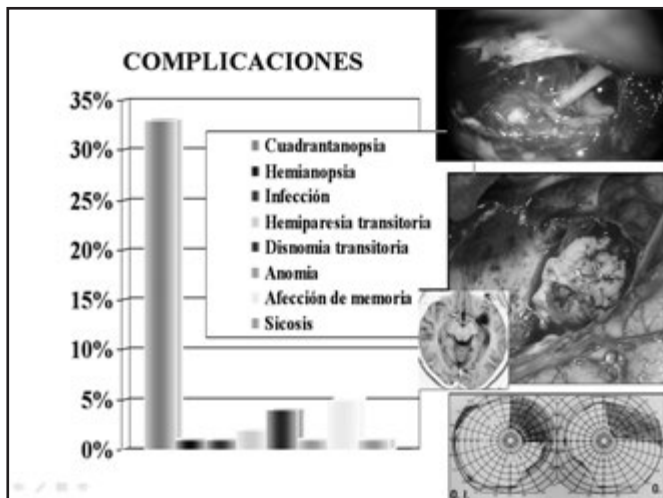 COMPLICACIONES
35%
30%
25%
20%
15%
10%
5%
0%
Cuadrantanopsia
Hemianopsia
Infección
Hemiparesia transitoria
Disnomia transitoria
Anomia
Afección de memoria
Sicosis